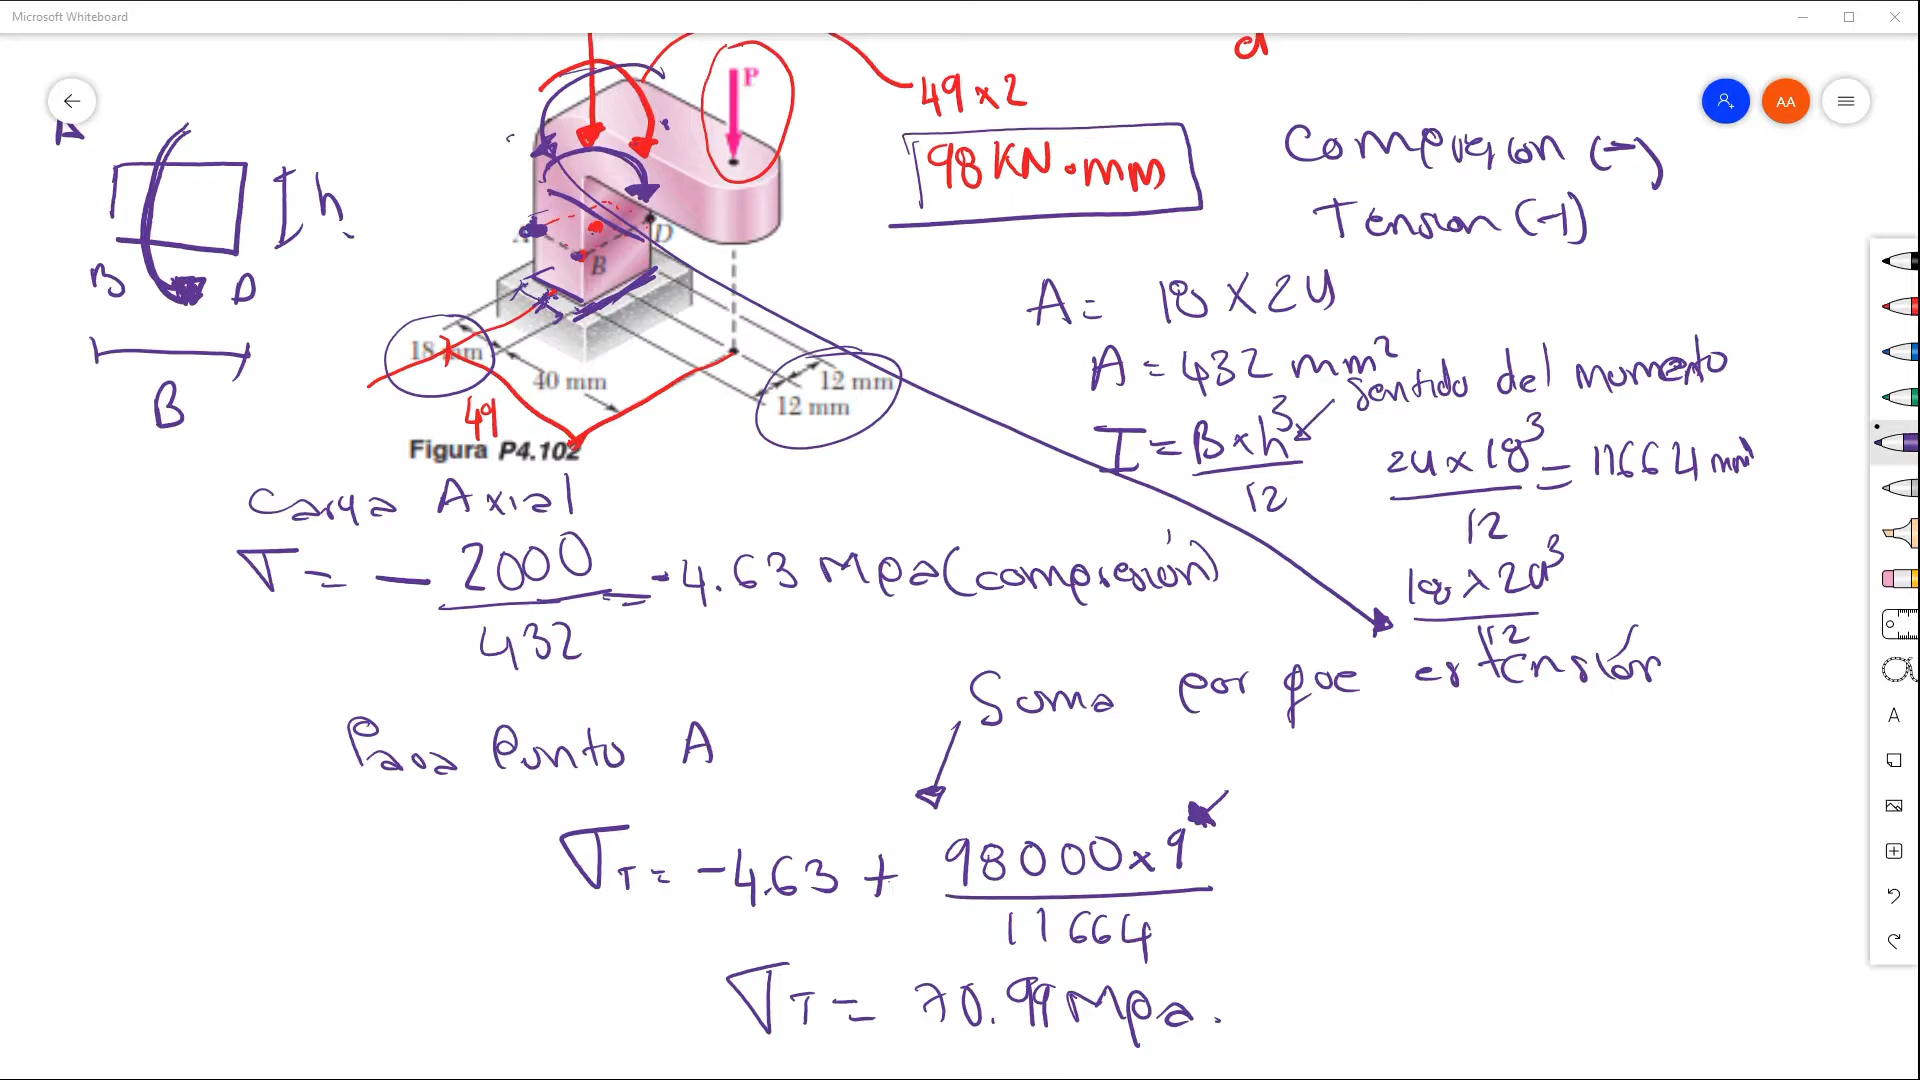 Microsoft Whiteboard
P
49 x 2
98 KN.mm
Compresion (-)
Tension (+)
A
h
B D
B
A
D
B
AA
A = 18 x 24
A = 432 mm²
sentido del momento
I = B x h³
12
24 x 18³ = 11664 mm⁴
12
18 x 24³
12
18 mm
40 mm
12 mm
12 mm
49
Figura P4.102
Carga Axial
σ = - 2000 = -4.63 Mpa (compresión)
432
Suma por que es tensión
Para Punto A
σT = -4.63 + 98000 x 9
11664
σT = 70.99 Mpa.